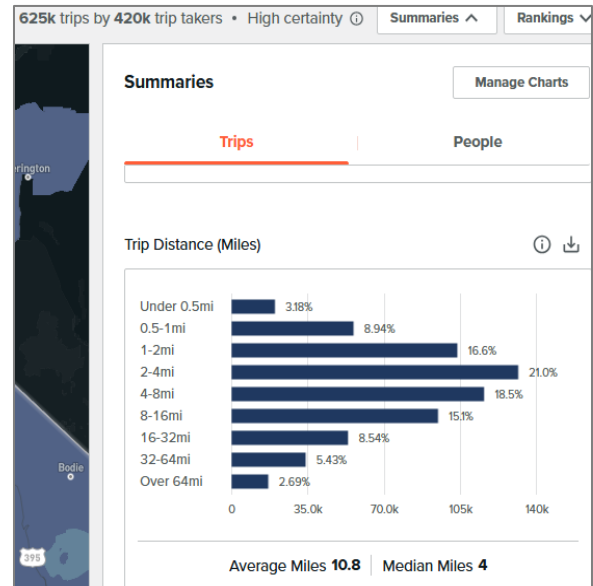 625k trips by 420k trip takers • High certainty
Summaries
Rankings
Summaries
Manage Charts
Trips
People
Trip Distance (Miles)
Under 0.5mi 3.18%
0.5-1mi 8.94%
1-2mi 16.6%
2-4mi 21.0%
4-8mi 18.5%
8-16mi 15.1%
16-32mi 8.54%
32-64mi 5.43%
Over 64mi 2.69%
0 35.0k 70.0k 105k 140k
Average Miles 10.8 Median Miles 4
erington
Bodie
395